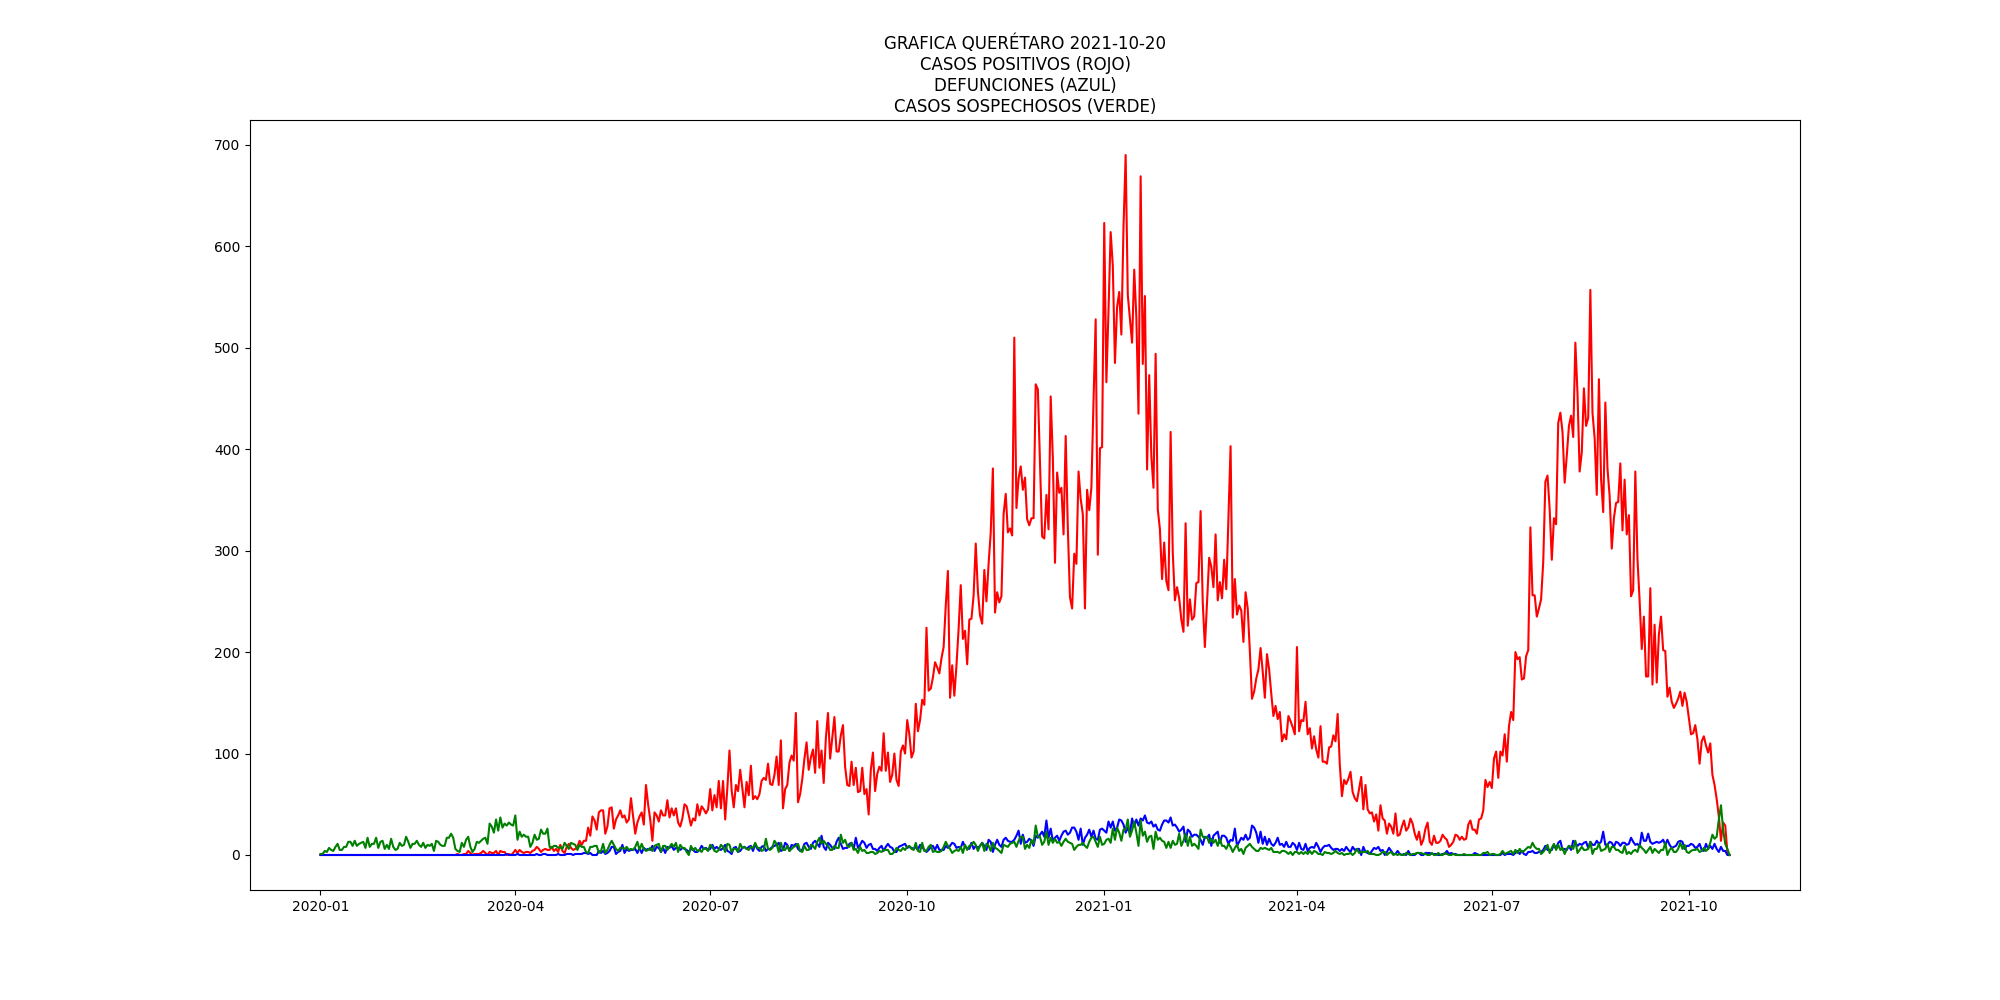 GRAFICA QUERÉTARO 2021-10-20
CASOS POSITIVOS (ROJO)
DEFUNCIONES (AZUL)
CASOS SOSPECHOSOS (VERDE)
700
600
500
400
300
200
100
0
2020-01 2020-04 2020-07 2020-10 2021-01 2021-04 2021-07 2021-10